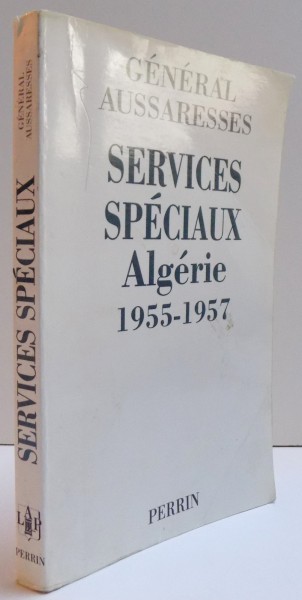 GÉNÉRAL
AUSSARESSES
SERVICES
SPÉCIAUX
Algérie
1955-1957
PERRIN
GÉNÉRAL
AUSSARESSES
SERVICES SPÉCIAUX
PERRIN